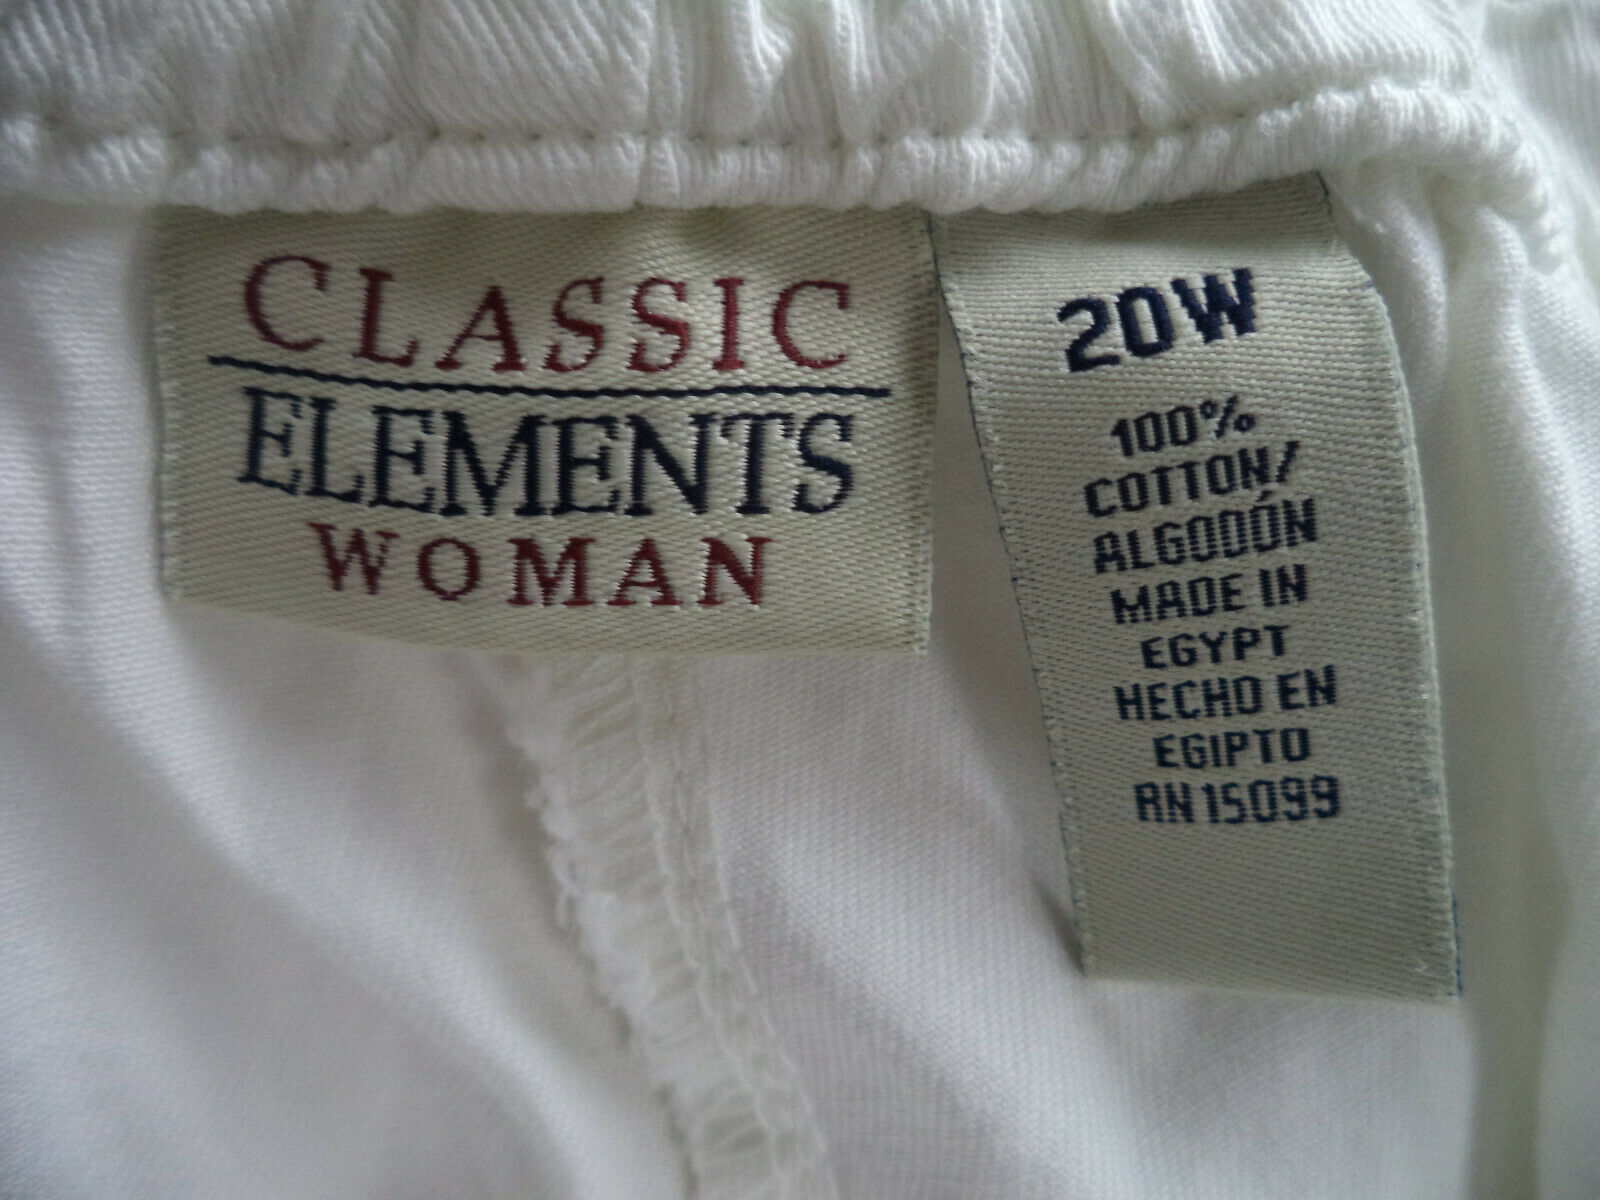 CLASSIC
ELEMENTS
WOMAN
20W
100%
COTTON/
ALGODÓN
MADE IN
EGYPT
HECHO EN
EGIPTO
RN 15099